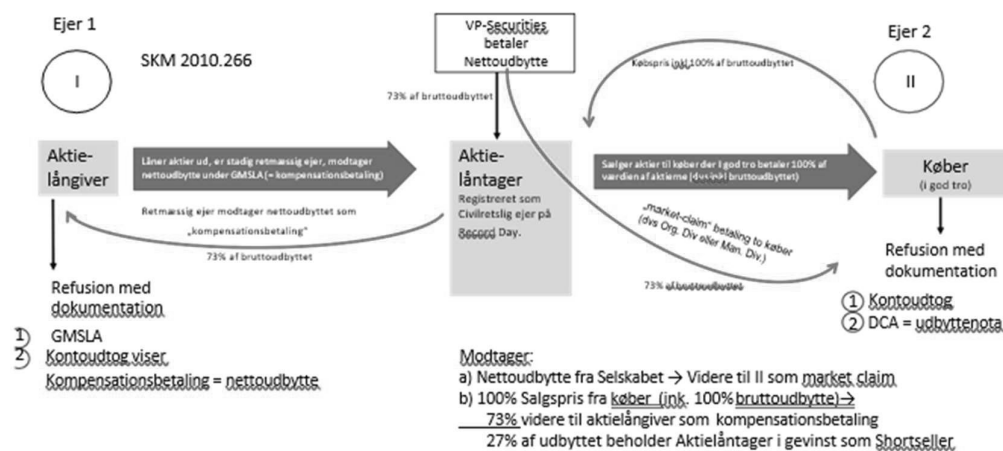 Ejer 1
I
SKM 2010.266
VP-Securities
betaler
Nettoudbytte
73% af bruttoudbyttet
Købspris inkl 100% af bruttoudbyttet
Ejer 2
II
Aktie-
långiver
Låner aktier ud, er stadig retmæssig ejer, modtager
nettoudbytte under GMSLA (= kompensationsbetaling)
Retmæssig ejer modtager nettoudbyttet som
„kompensationsbetaling"
73% af bruttoudbyttet
Aktie-
låntager
Registreret som
Civilretslig ejer på
Record Day.
Sælger aktier til køber der I god tro betaler 100% af
værdien af aktierne (dvs inkl bruttoudbyttet)
„market-claim" betaling to køber
(dvs Org. Div eller Man. Div.)
73% af bruttoudbyttet
Køber
(i god tro)
Refusion med
dokumentation
1 GMSLA
2 Kontoudtog viser
Kompensationsbetaling = nettoudbytte
Refusion med
dokumentation
1 Kontoudtog
2 DCA = udbyttenota
Modtager:
a) Nettoudbytte fra Selskabet → Videre til II som market claim
b) 100% Salgspris fra køber (ink. 100% bruttoudbytte)→
73% videre til aktielångiver som kompensationsbetaling
27% af udbyttet beholder Aktielåntager i gevinst som Shortseller